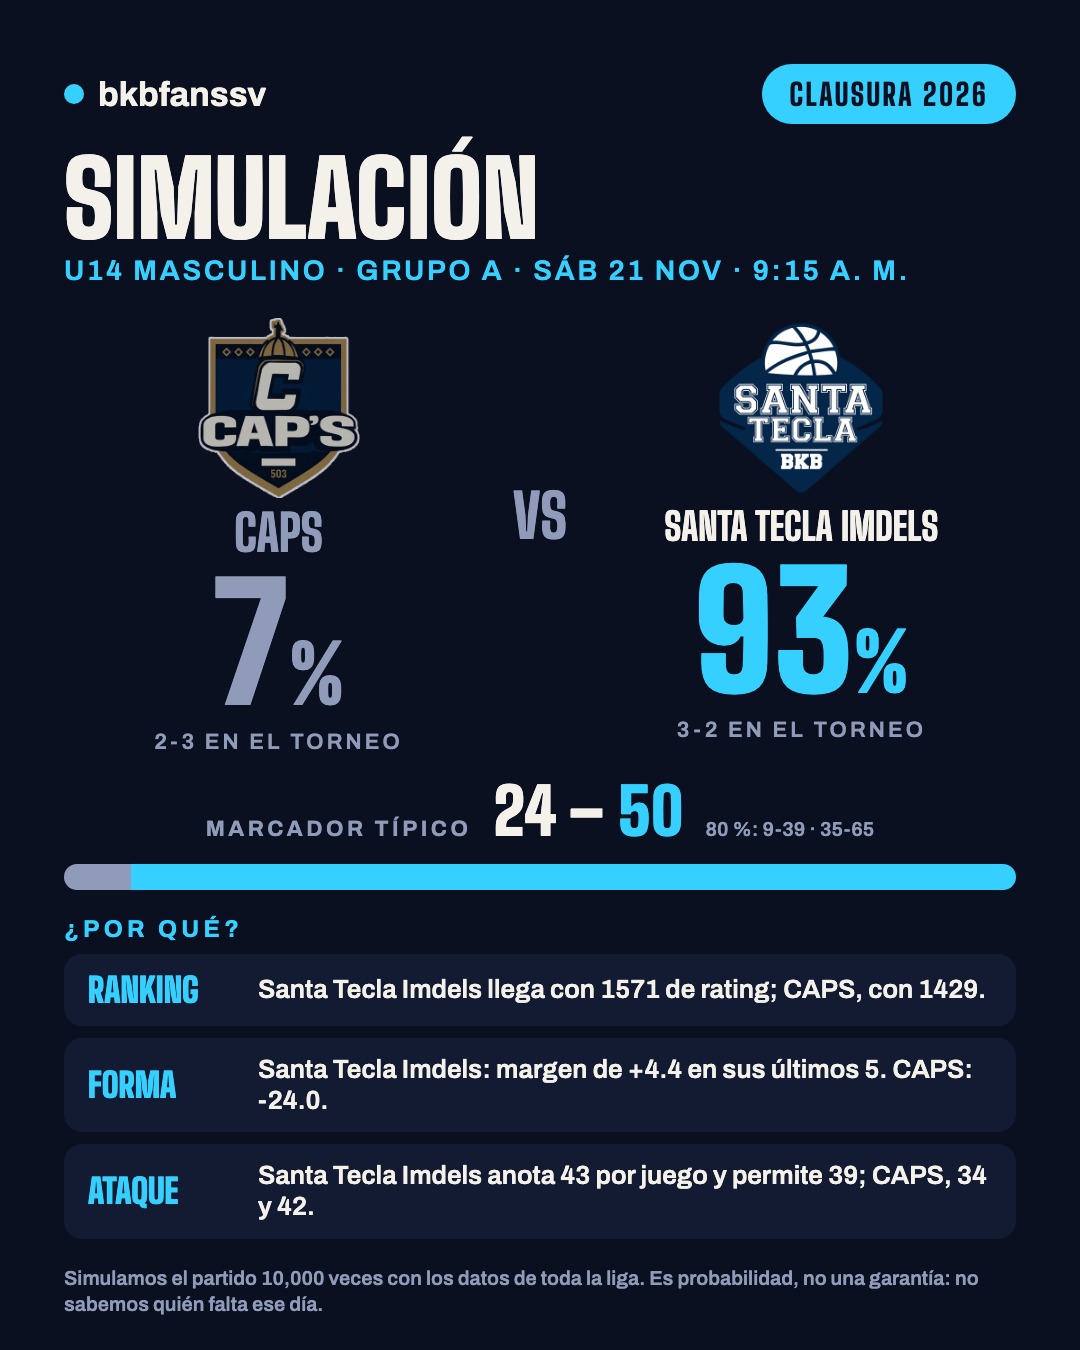 bkbfanssv
CLAUSURA 2026
SIMULACIÓN
U14 MASCULINO · GRUPO A · SÁB 21 NOV · 9:15 A. M.
C
CAP'S
503
SANTA
TECLA
BKB
CAPS
VS
SANTA TECLA IMDELS
7%
93%
2-3 EN EL TORNEO
3-2 EN EL TORNEO
MARCADOR TÍPICO 24 – 50 80 %: 9-39 · 35-65
¿POR QUÉ?
RANKING
Santa Tecla Imdels llega con 1571 de rating; CAPS, con 1429.
FORMA
Santa Tecla Imdels: margen de +4.4 en sus últimos 5. CAPS:
-24.0.
ATAQUE
Santa Tecla Imdels anota 43 por juego y permite 39; CAPS, 34
y 42.
Simulamos el partido 10,000 veces con los datos de toda la liga. Es probabilidad, no una garantía: no
sabemos quién falta ese día.